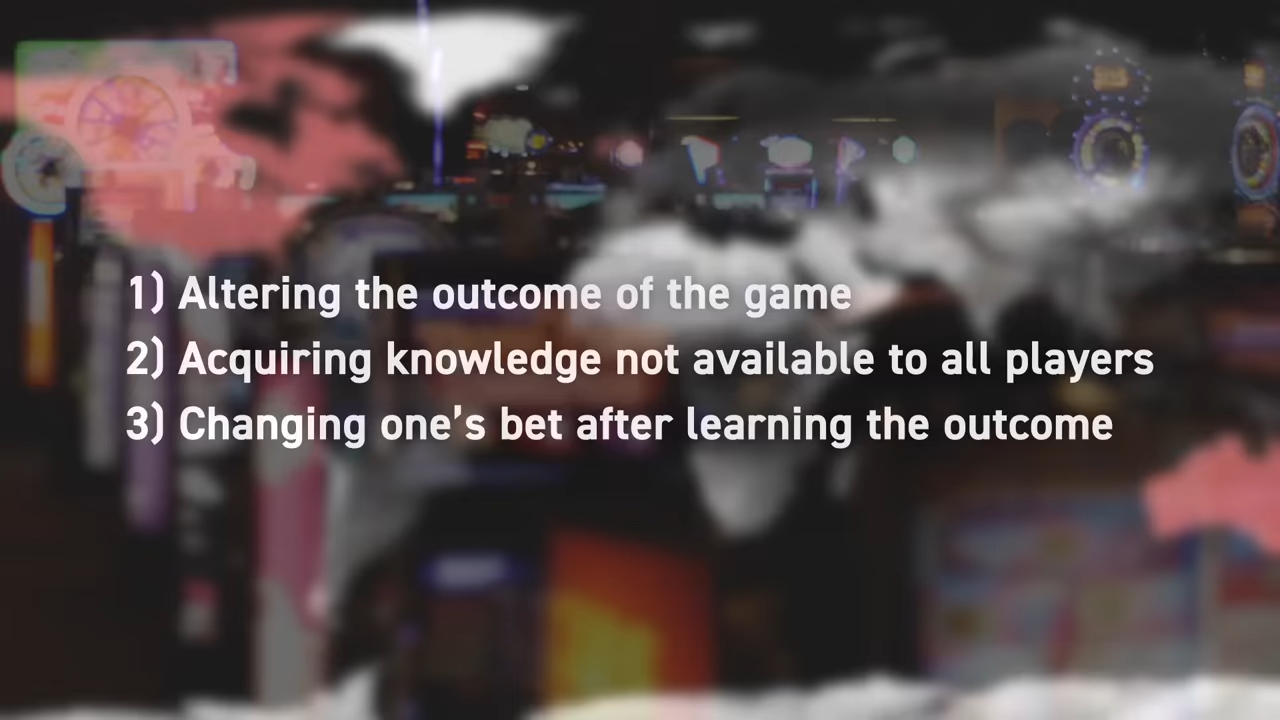 1) Altering the outcome of the game
2) Acquiring knowledge not available to all players
3) Changing one’s bet after learning the outcome